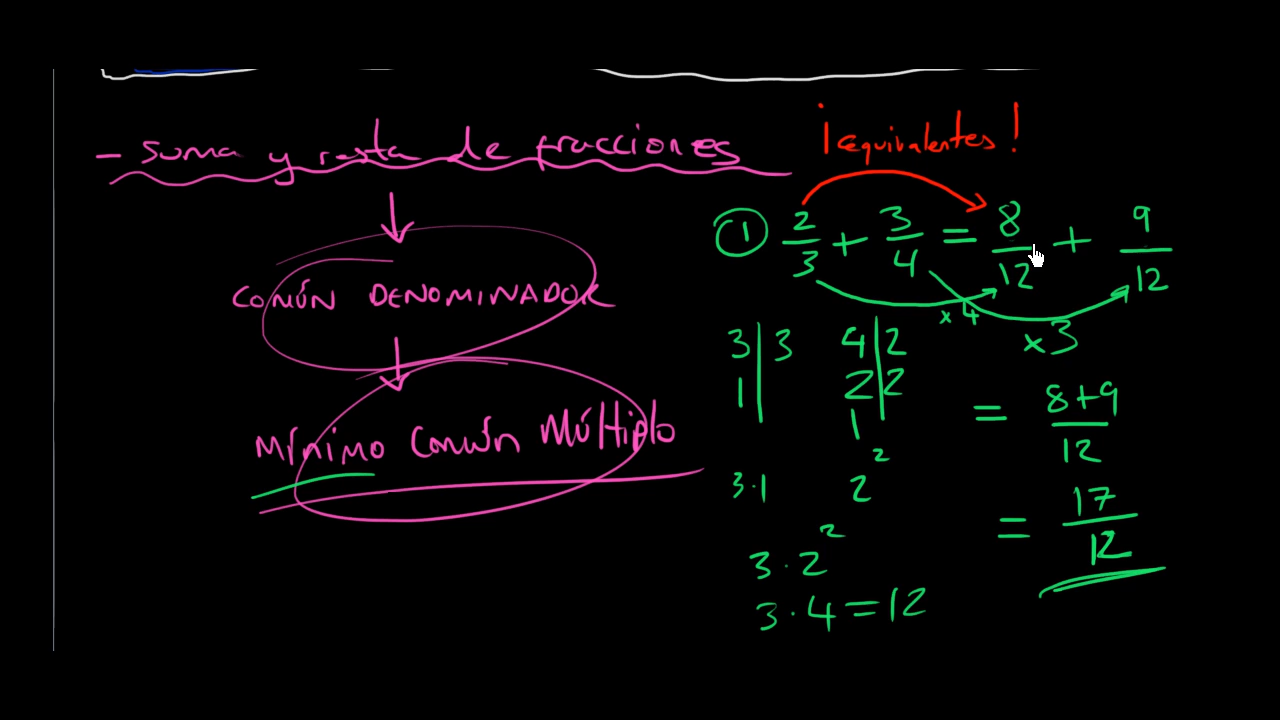 - suma y resta de fracciones
COMÚN DENOMINADOR
Mínimo Común Múltiplo
¡equivalentes!
① 2/3 + 3/4 = 8/12 + 9/12
x4
x3
3 | 3 4 | 2
1 | 2 | 2
1
= 8+9/12
3·1 2²
= 17/12
3·2²
3·4=12